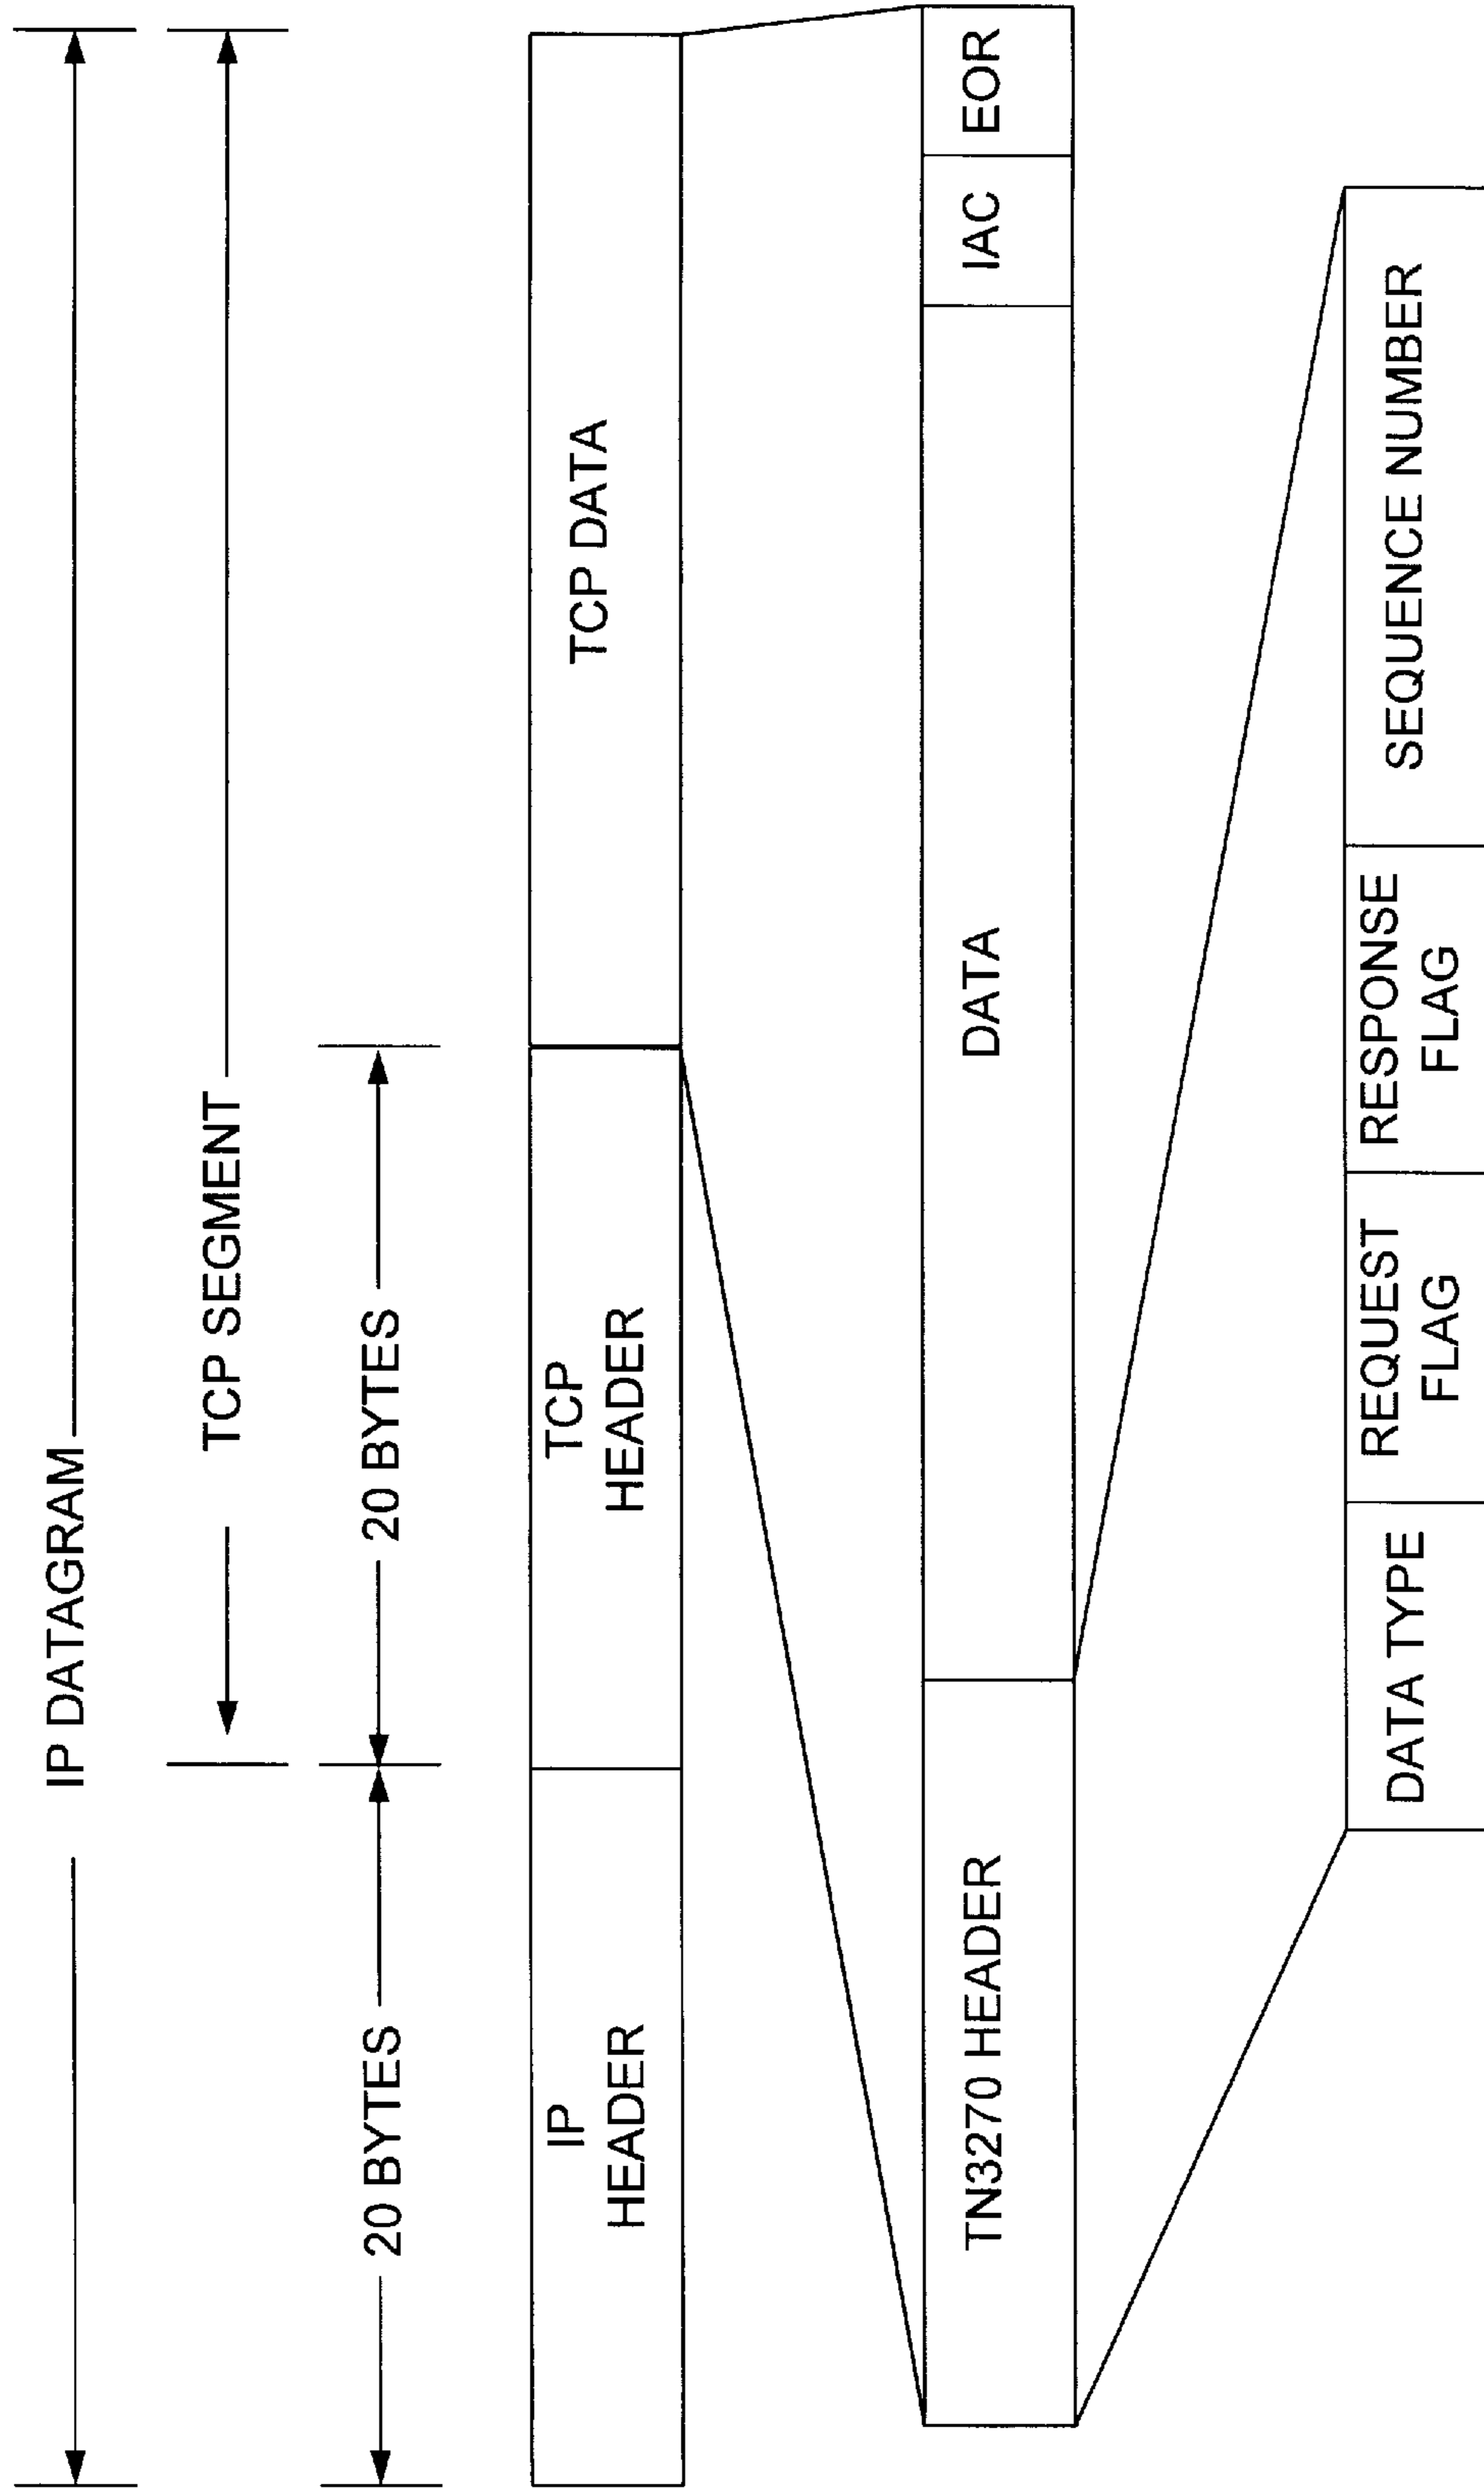 IP DATAGRAM
TCP SEGMENT
20 BYTES
20 BYTES
IP
HEADER
TCP
HEADER
TCP DATA
TN3270 HEADER
DATA
IAC
EOR
DATA TYPE
REQUEST
FLAG
RESPONSE
FLAG
SEQUENCE NUMBER